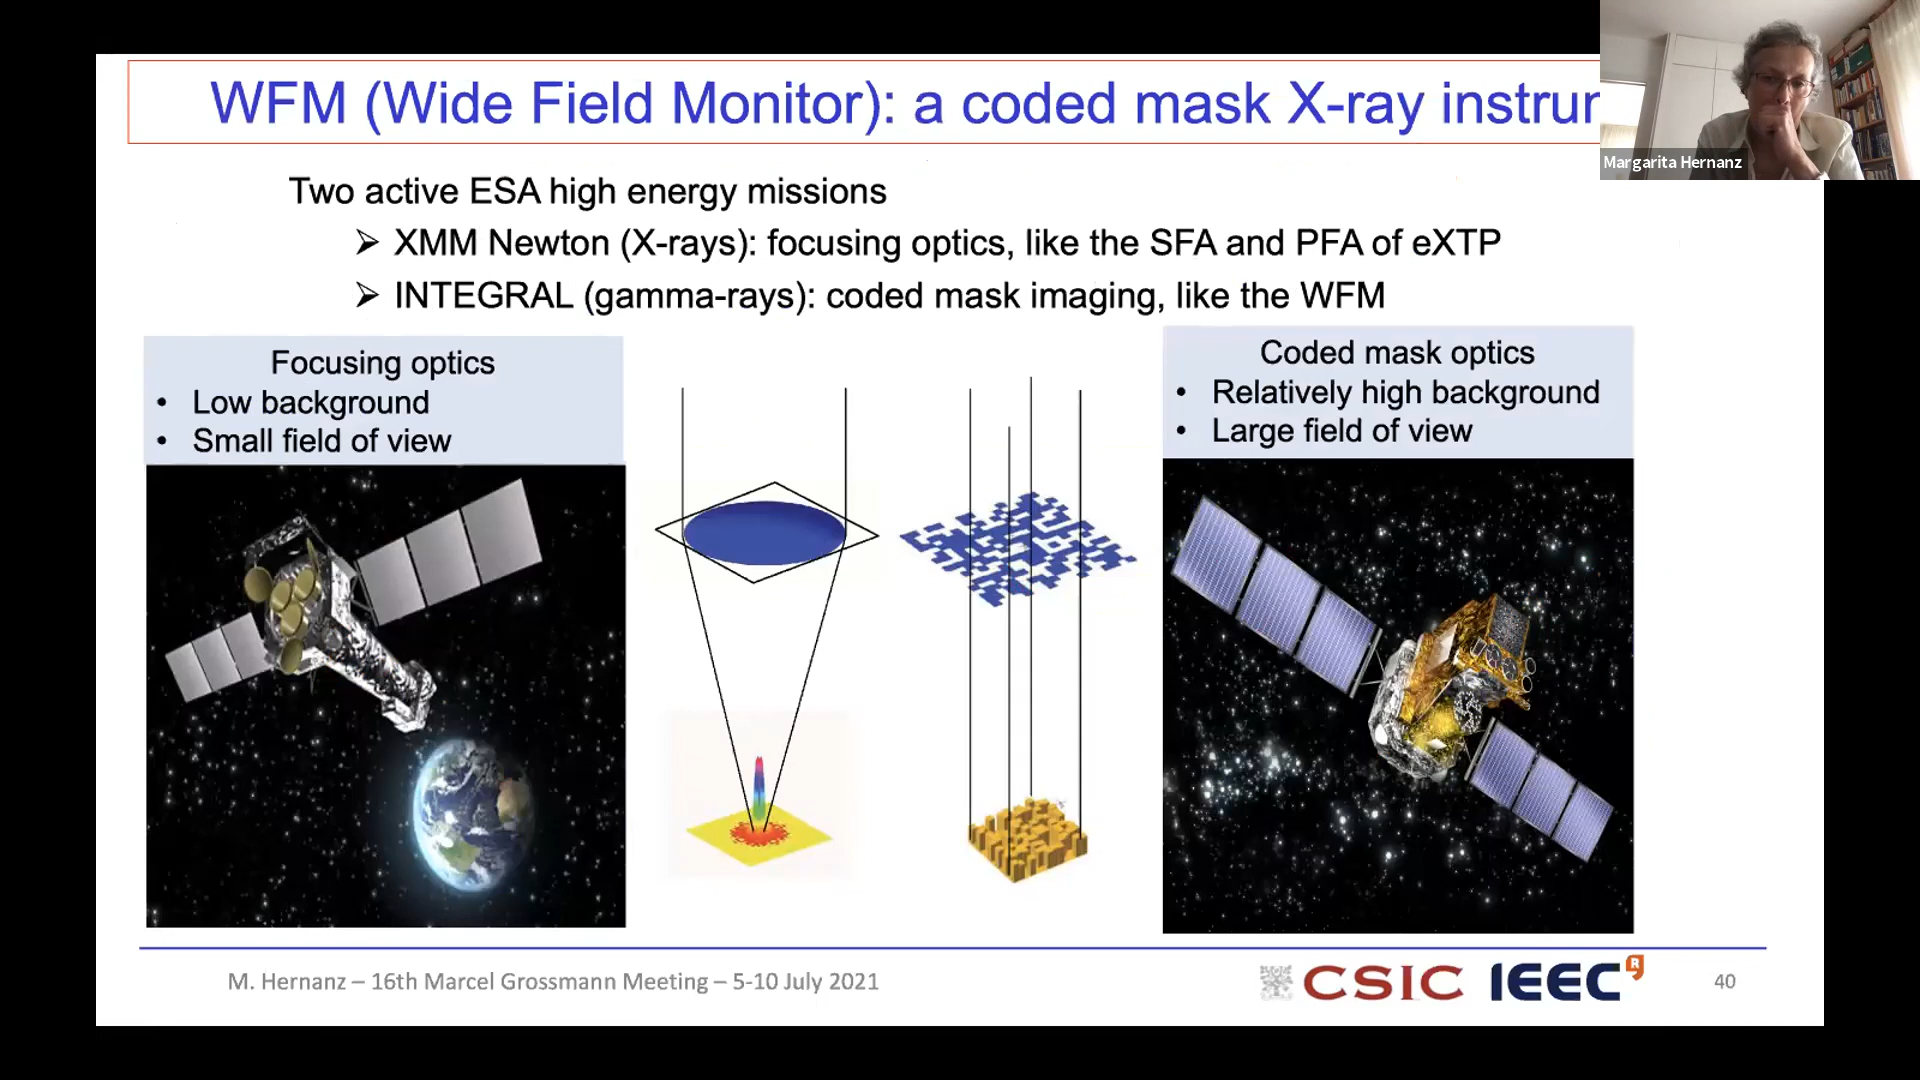 WFM (Wide Field Monitor): a coded mask X-ray instrur
Margarita Hernanz
Two active ESA high energy missions
➢ XMM Newton (X-rays): focusing optics, like the SFA and PFA of eXTP
➢ INTEGRAL (gamma-rays): coded mask imaging, like the WFM
Focusing optics
• Low background
• Small field of view
Coded mask optics
• Relatively high background
• Large field of view
M. Hernanz – 16th Marcel Grossmann Meeting – 5-10 July 2021
CSIC IEEC R
40